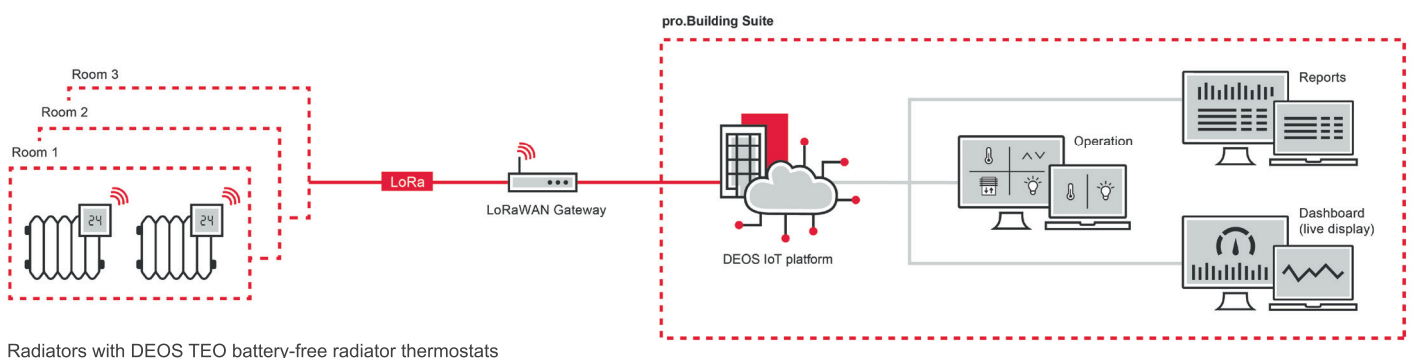 pro.Building Suite
Room 3
Room 2
Room 1
24
24
LoRa
LoRaWAN Gateway
DEOS IoT platform
Operation
Reports
Dashboard
(live display)
Radiators with DEOS TEO battery-free radiator thermostats